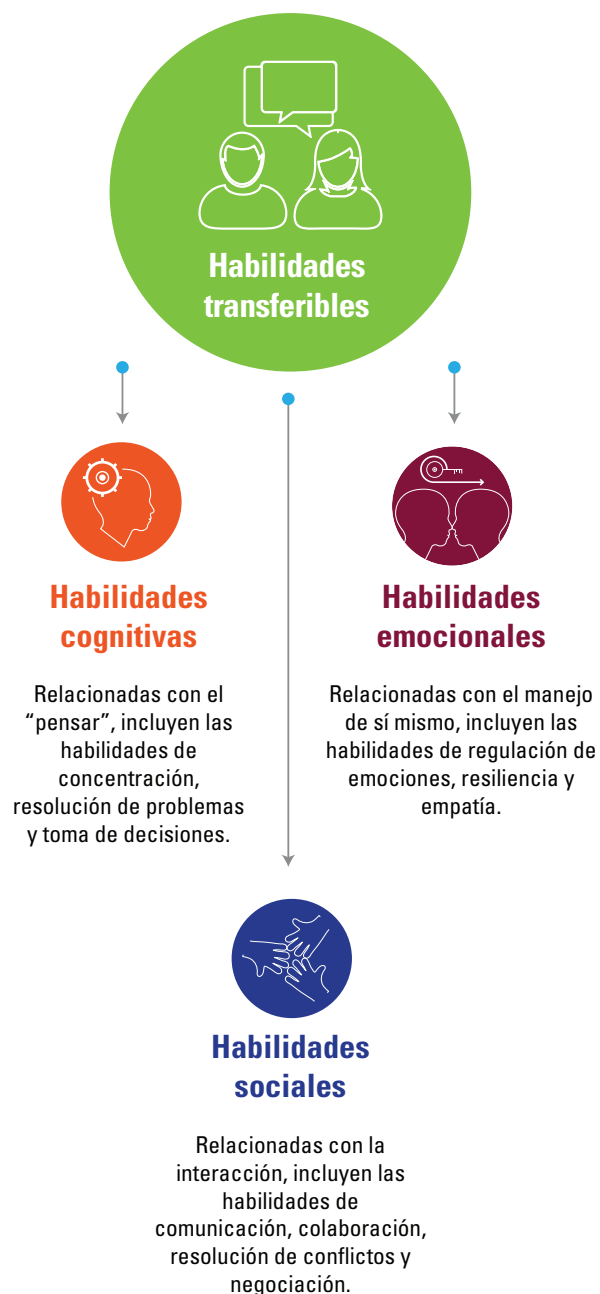 Habilidades
transferibles
Habilidades
cognitivas
Relacionadas con el
“pensar”, incluyen las
habilidades de
concentración,
resolución de problemas
y toma de decisiones.
Habilidades
emocionales
Relacionadas con el manejo
de sí mismo, incluyen las
habilidades de regulación de
emociones, resiliencia y
empatía.
Habilidades
sociales
Relacionadas con la
interacción, incluyen las
habilidades de
comunicación, colaboración,
resolución de conflictos y
negociación.